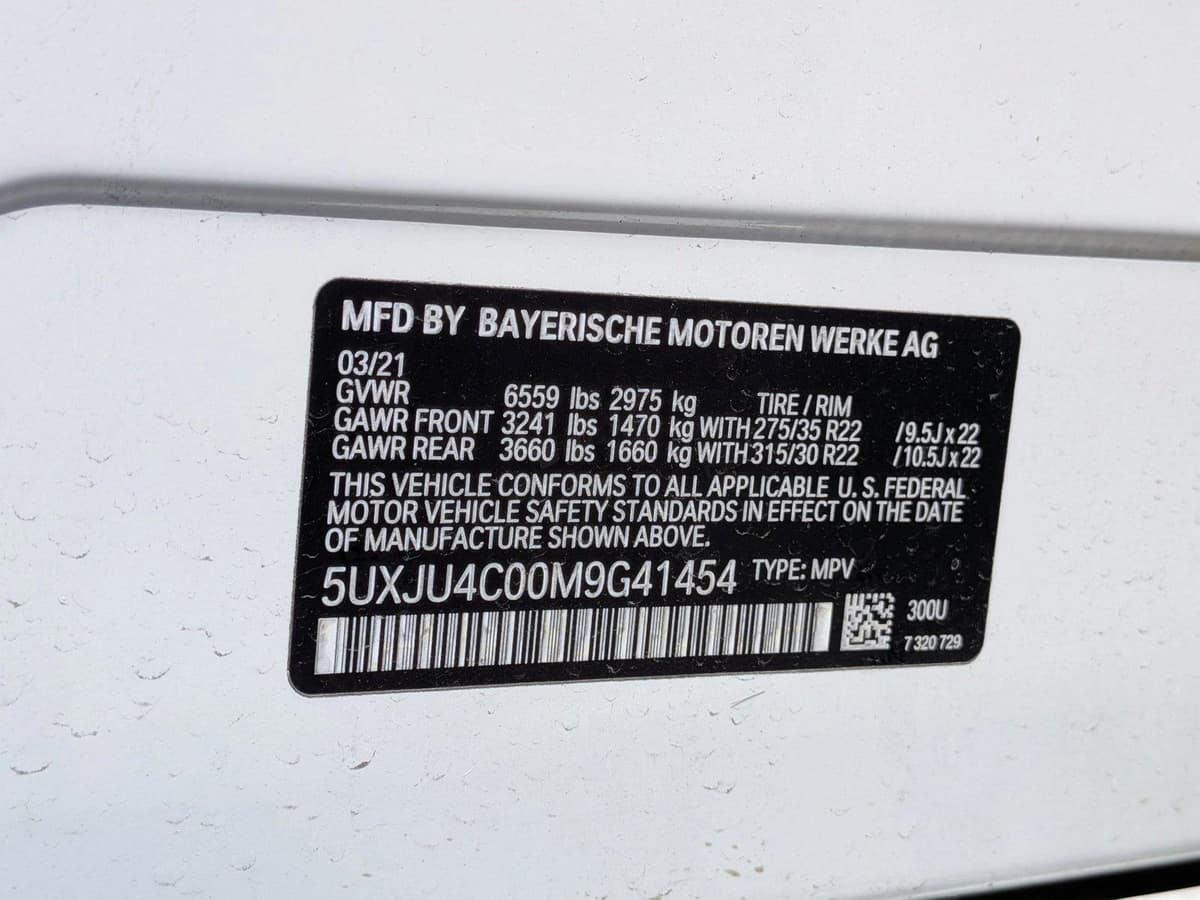 MFD BY BAYERISCHE MOTOREN WERKE AG
03/21
GVWR 6559 lbs 2975 kg TIRE / RIM
GAWR FRONT 3241 lbs 1470 kg WITH 275/35 R22 /9.5J x 22
GAWR REAR 3660 lbs 1660 kg WITH 315/30 R22 /10.5J x 22
THIS VEHICLE CONFORMS TO ALL APPLICABLE U. S. FEDERAL
MOTOR VEHICLE SAFETY STANDARDS IN EFFECT ON THE DATE
OF MANUFACTURE SHOWN ABOVE.
5UXJU4C00M9G41454 TYPE: MPV
300U
7 320 729